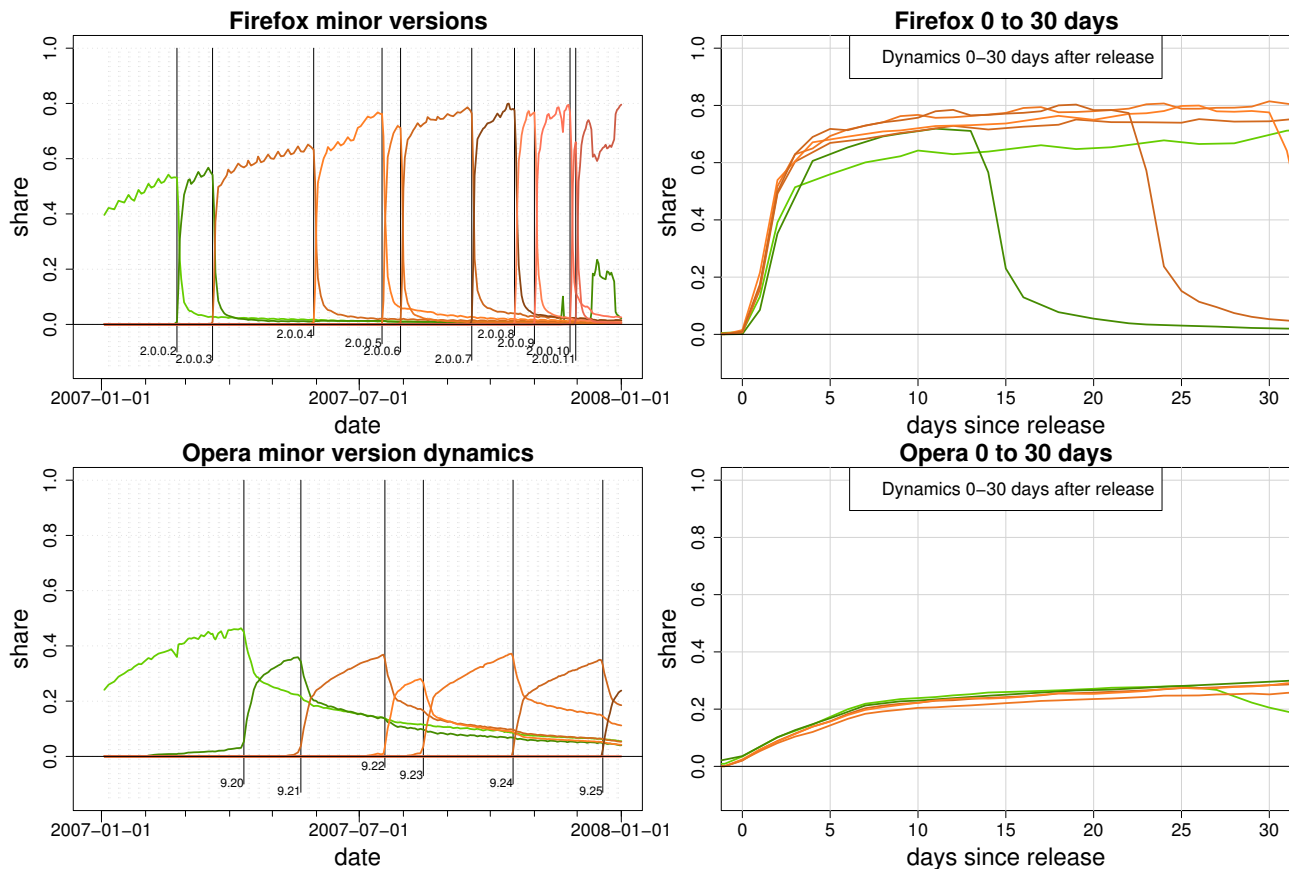 Firefox minor versions
share
0.0 0.2 0.4 0.6 0.8 1.0
2.0.0.2
2.0.0.3
2.0.0.4
2.0.0.5
2.0.0.6
2.0.0.7
2.0.0.8
2.0.0.9
2.0.0.10
2.0.0.11
2007−01−01 2007−07−01 2008−01−01
date
Firefox 0 to 30 days
Dynamics 0−30 days after release
share
0.0 0.2 0.4 0.6 0.8 1.0
0 5 10 15 20 25 30
days since release
Opera minor version dynamics
share
0.0 0.2 0.4 0.6 0.8 1.0
9.20
9.21
9.22
9.23
9.24
9.25
2007−01−01 2007−07−01 2008−01−01
date
Opera 0 to 30 days
Dynamics 0−30 days after release
share
0.0 0.2 0.4 0.6 0.8 1.0
0 5 10 15 20 25 30
days since release